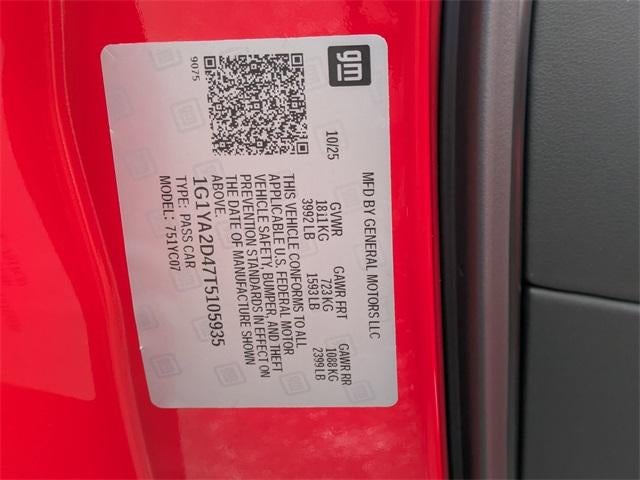 gm
MFD BY GENERAL MOTORS LLC
10/25 GVWR GAWR FRT GAWR RR
1811 KG 723 KG 1088 KG
3992 LB 1593 LB 2399 LB
THIS VEHICLE CONFORMS TO ALL
APPLICABLE U.S. FEDERAL MOTOR
VEHICLE SAFETY, BUMPER, AND THEFT
PREVENTION STANDARDS IN EFFECT ON
THE DATE OF MANUFACTURE SHOWN
ABOVE.
1G1YA2D47T5105935
TYPE: PASS CAR
MODEL: 751YC07
9075